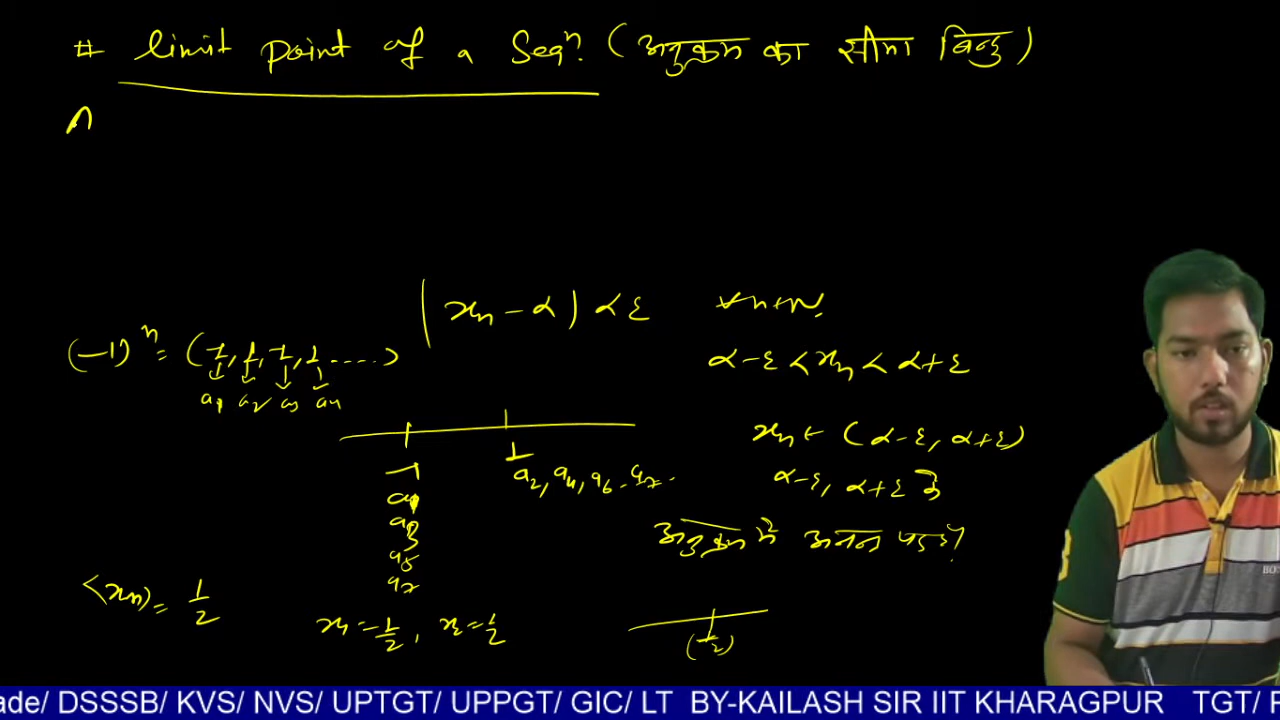 # limit point of a Seqⁿ. (अनुक्रम का सीमा बिन्दु)
|xₙ - α| < ε ∀ n ∈ N.
(-1)ⁿ = (-1, 1, -1, 1 .....)
a₁ a₂ a₃ a₄
α-ε < xₙ < α+ε
xₙ ∈ (α-ε, α+ε)
-1 1
a₂, a₄, a₆
α-ε, α+ε
a₁
a₃
a₅
a₇
अनुक्रम के अनन्त पद हो
<xₙ> = 1/2
x₁ = 1/2, x₂ = 1/2
(1/2)
ade/ DSSSB/ KVS/ NVS/ UPTGT/ UPPGT/ GIC/ LT BY-KAILASH SIR IIT KHARAGPUR TGT/